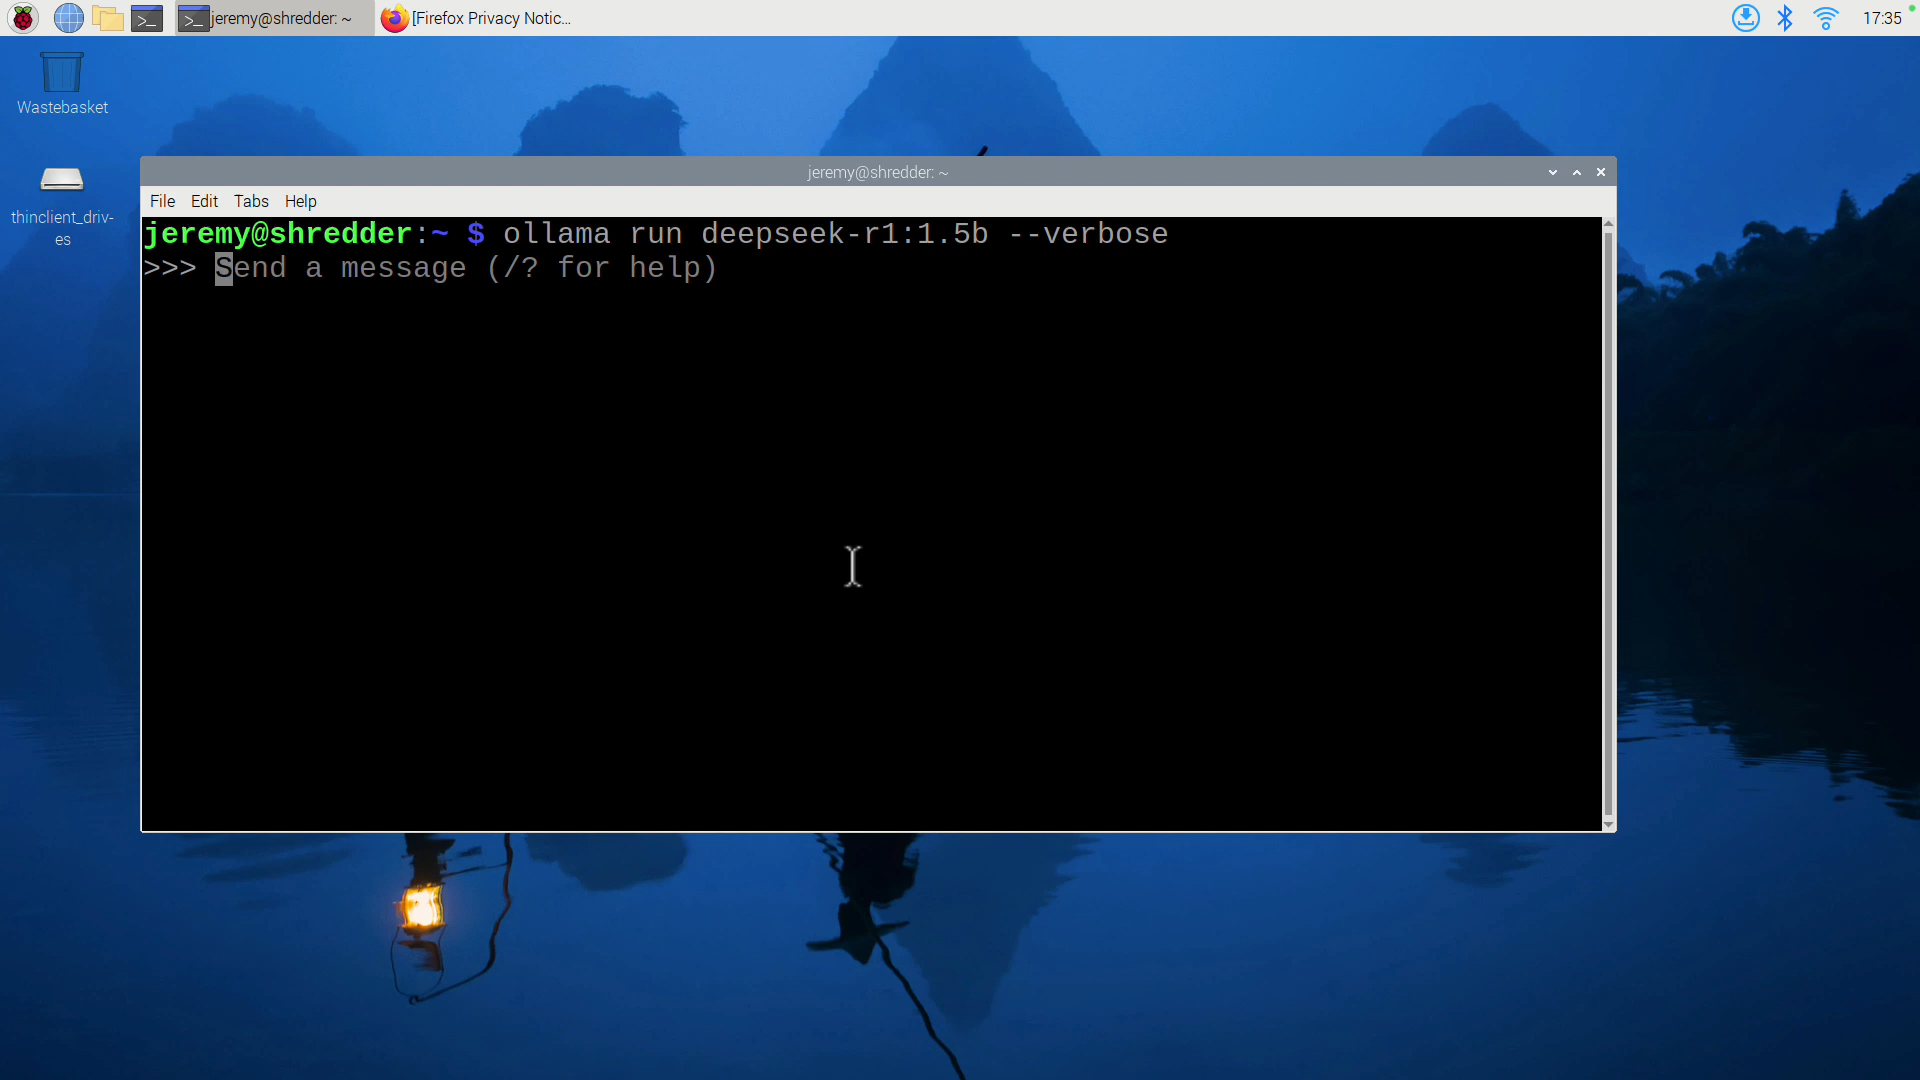 jeremy@shredder: ~
[Firefox Privacy Notic...
17:35
Wastebasket
thinclient_driv-
es
jeremy@shredder: ~
File Edit Tabs Help
jeremy@shredder:~ $ ollama run deepseek-r1:1.5b --verbose
>>> Send a message (/? for help)